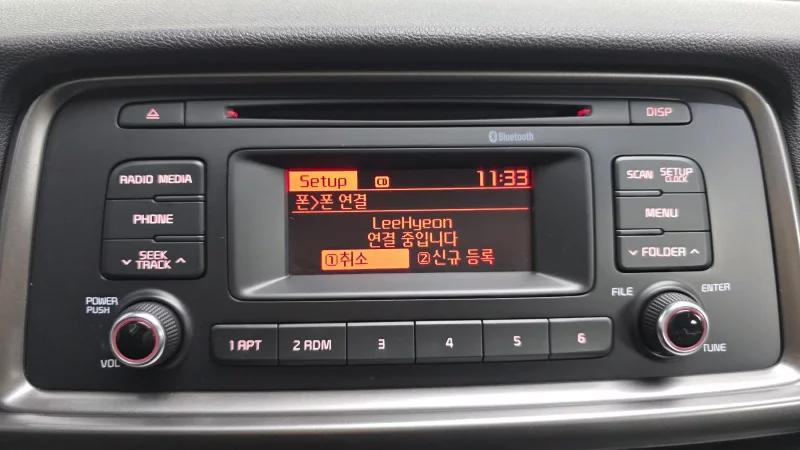 DISP
Bluetooth
RADIO MEDIA
PHONE
SEEK
TRACK
POWER
PUSH
VOL
Setup CD 11:33
폰>폰 연결
LeeHyeon
연결 중입니다
①취소 ②신규 등록
SCAN SETUP
CLOCK
MENU
FOLDER
FILE ENTER
TUNE
1 RPT 2 RDM 3 4 5 6